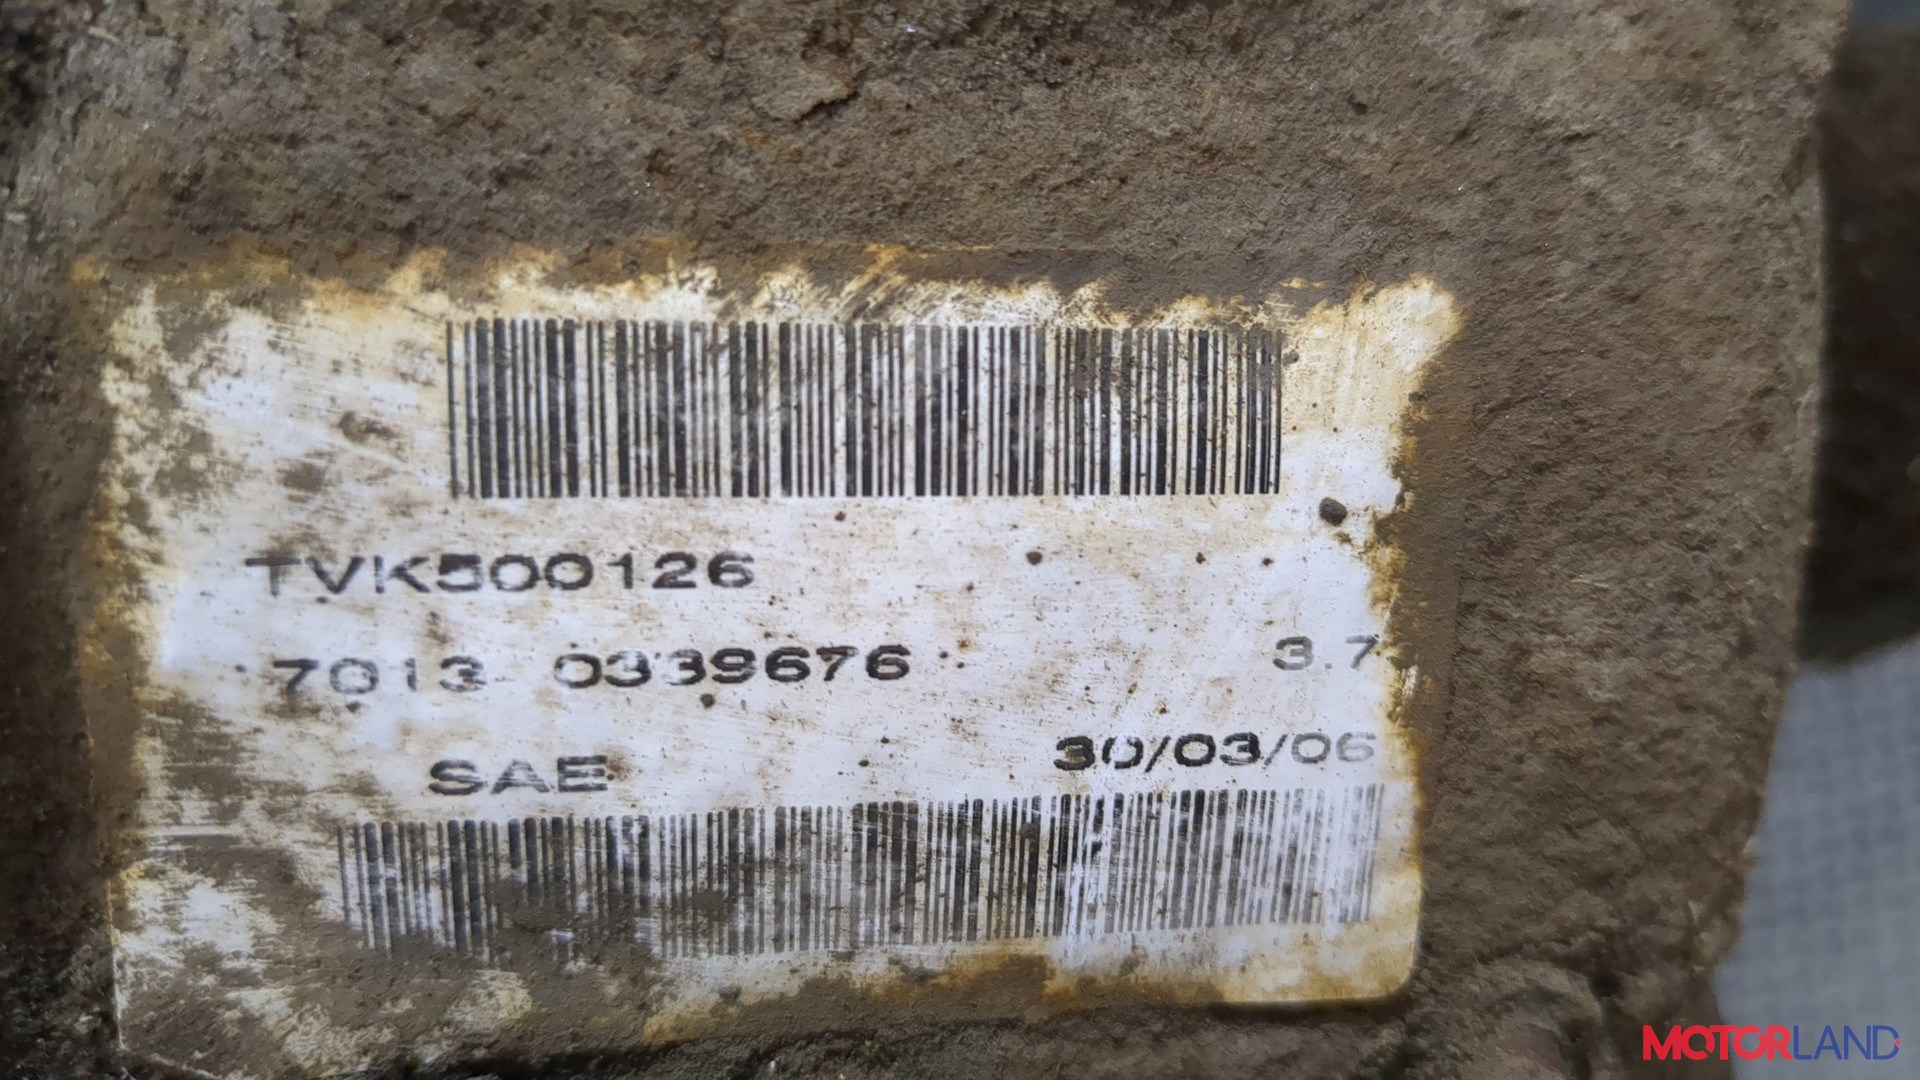 TVK500126
7013 0339676 3.7
SAE 30/03/06
MOTORLAND